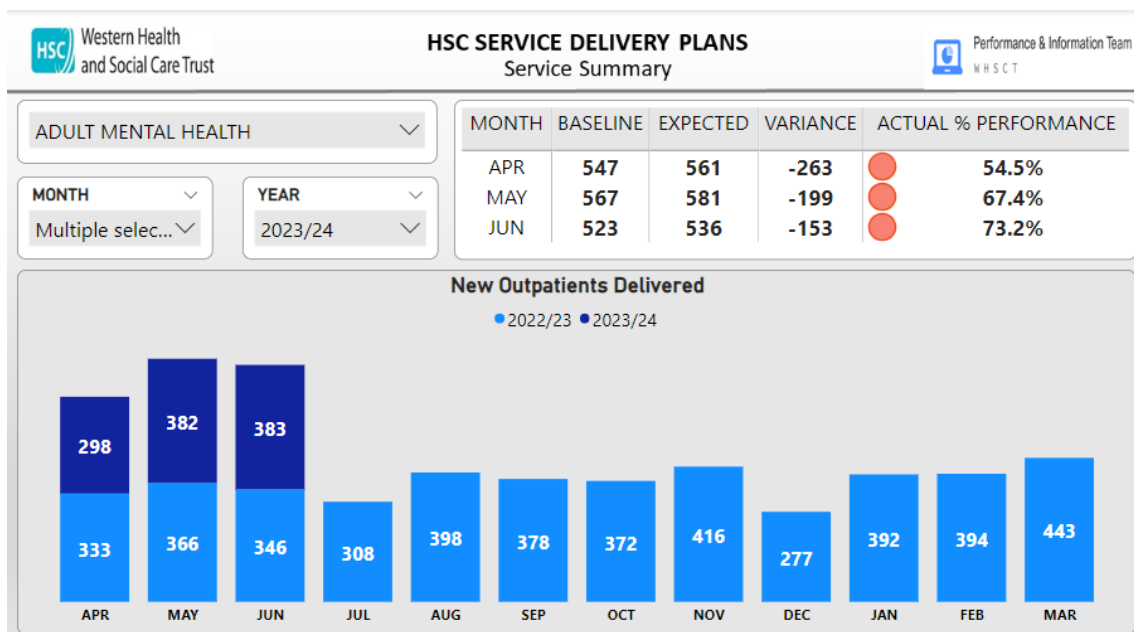 HSC
Western Health
and Social Care Trust
HSC SERVICE DELIVERY PLANS
Service Summary
Performance & Information Team
WHSCT
ADULT MENTAL HEALTH
MONTH
Multiple selec...
YEAR
2023/24
MONTH BASELINE EXPECTED VARIANCE ACTUAL % PERFORMANCE
APR 547 561 -263 54.5%
MAY 567 581 -199 67.4%
JUN 523 536 -153 73.2%
New Outpatients Delivered
2022/23 2023/24
298 382 383
333 366 346 308 398 378 372 416 277 392 394 443
APR MAY JUN JUL AUG SEP OCT NOV DEC JAN FEB MAR